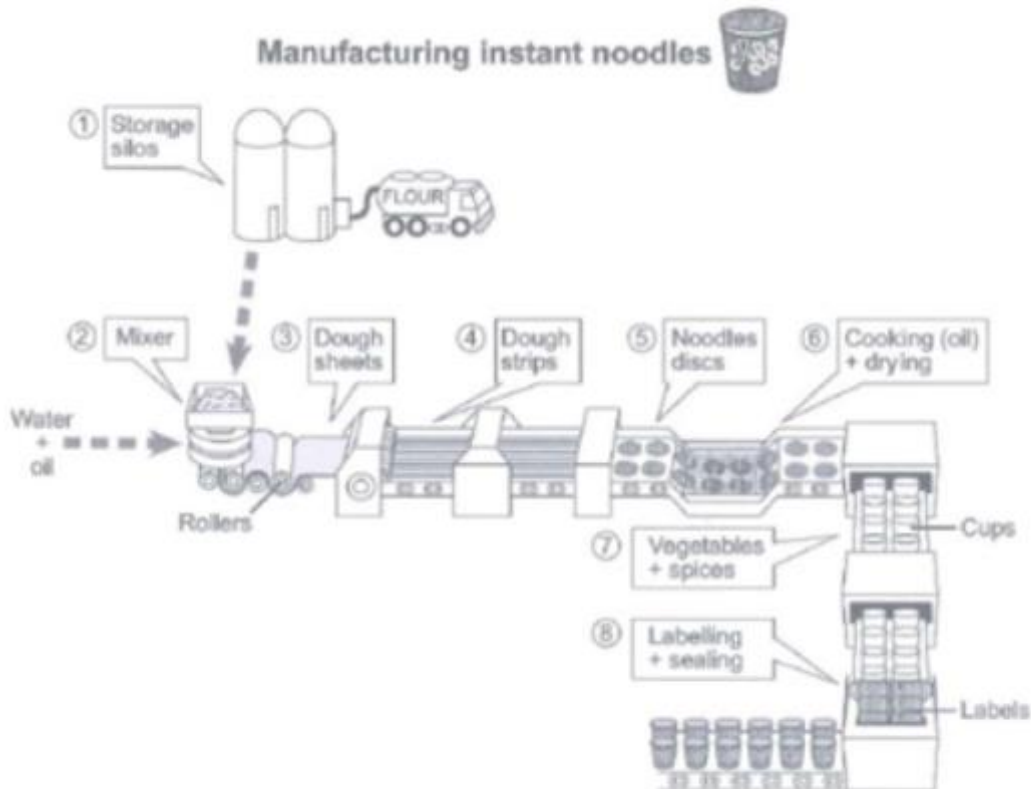 Manufacturing instant noodles
1 Storage
silos
FLOUR
2 Mixer
3 Dough
sheets
4 Dough
strips
5 Noodles
discs
6 Cooking (oil)
+ drying
Water
+
oil
Rollers
7 Vegetables
+ spices
Cups
8 Labelling
+ sealing
Labels